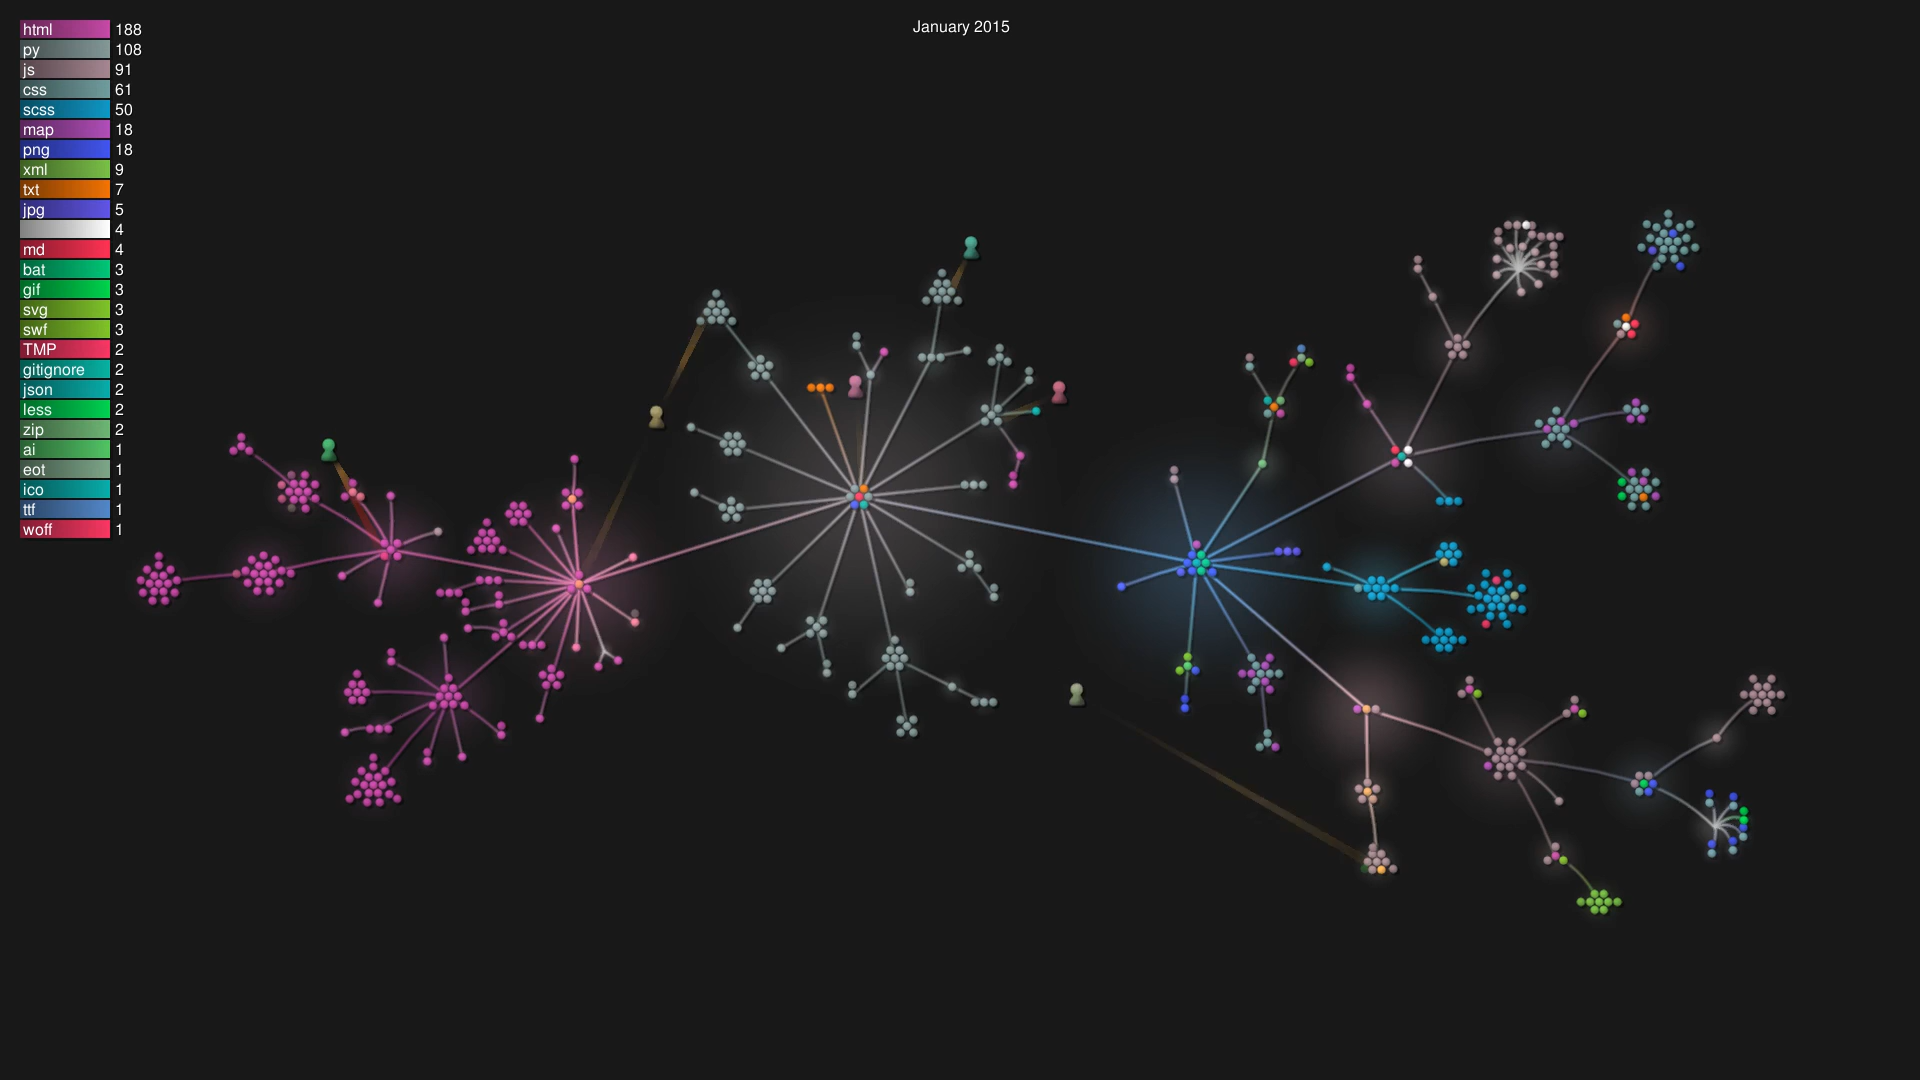 January 2015
html 188
py 108
js 91
css 61
scss 50
map 18
png 18
xml 9
txt 7
jpg 5
4
md 4
bat 3
gif 3
svg 3
swf 3
TMP 2
gitignore 2
json 2
less 2
zip 2
ai 1
eot 1
ico 1
ttf 1
woff 1